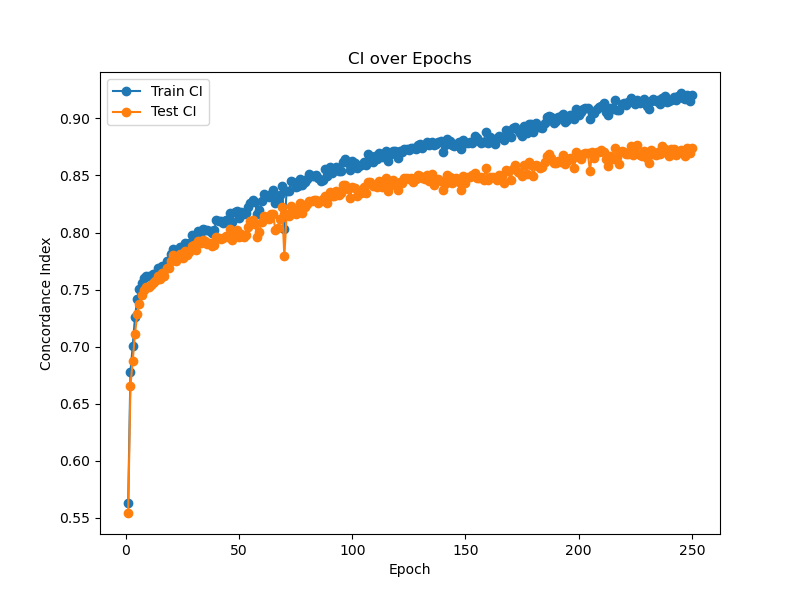 CI over Epochs
Train CI
Test CI
Concordance Index
0.90
0.85
0.80
0.75
0.70
0.65
0.60
0.55
0 50 100 150 200 250
Epoch